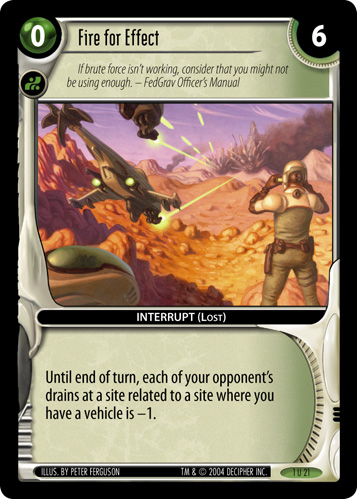 0
Fire for Effect
6
If brute force isn't working, consider that you might not
be using enough. – FedGrav Officer's Manual
INTERRUPT (LOST)
Until end of turn, each of your opponent's
drains at a site related to a site where you
have a vehicle is –1.
ILLUS. BY PETER FERGUSON
TM & © 2004 DECIPHER INC.
1 U 21